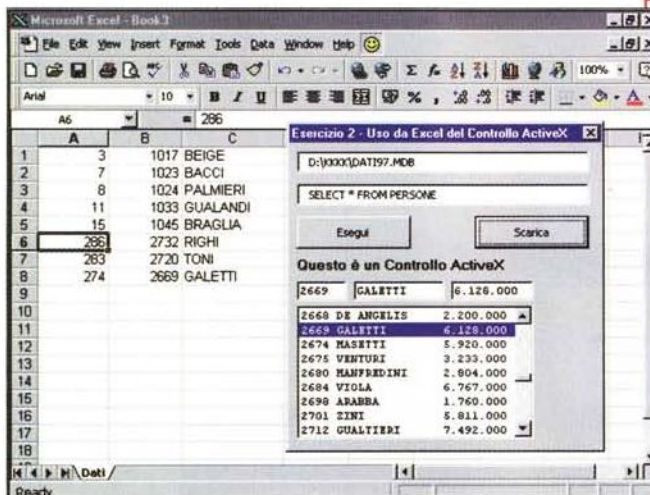 Microsoft Excel - Book3
File Edit View Insert Format Tools Data Window Help
100%
Arial 10 B I U
A6 = 286
A B C
1 3 1017 BEIGE
2 7 1023 BACCI
3 8 1024 PALMIERI
4 11 1033 GUALANDI
5 15 1045 BRAGLIA
6 286 2732 RIGHI
7 283 2720 TONI
8 274 2669 GALETTI
9
10
11
12
13
14
15
16
17
18
Esercizio 2 - Uso da Excel del Controllo ActiveX
D:\KKKK\DATI97.MDB
SELECT * FROM PERSONE
Esegui Scarica
Questo é un Controllo ActiveX
2669 GALETTI 6.128.000
2668 DE ANGELIS 2.200.000
2669 GALETTI 6.128.000
2674 MASETTI 5.920.000
2675 VENTURI 3.233.000
2680 MANFREDINI 2.804.000
2684 VIOLA 6.767.000
2698 ARABBA 1.760.000
2701 ZINI 5.811.000
2712 GUALTIERI 7.492.000
Dati
Ready